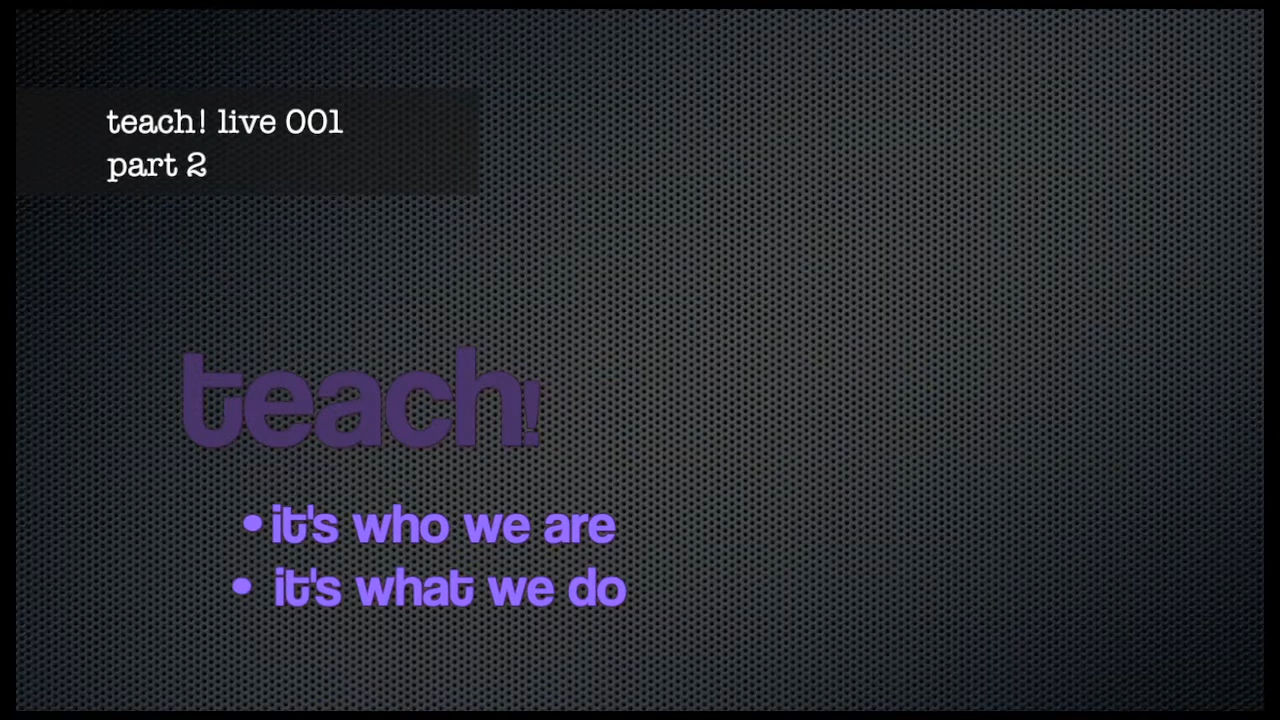 teach! live 001
part 2
teach!
• it's who we are
• it's what we do